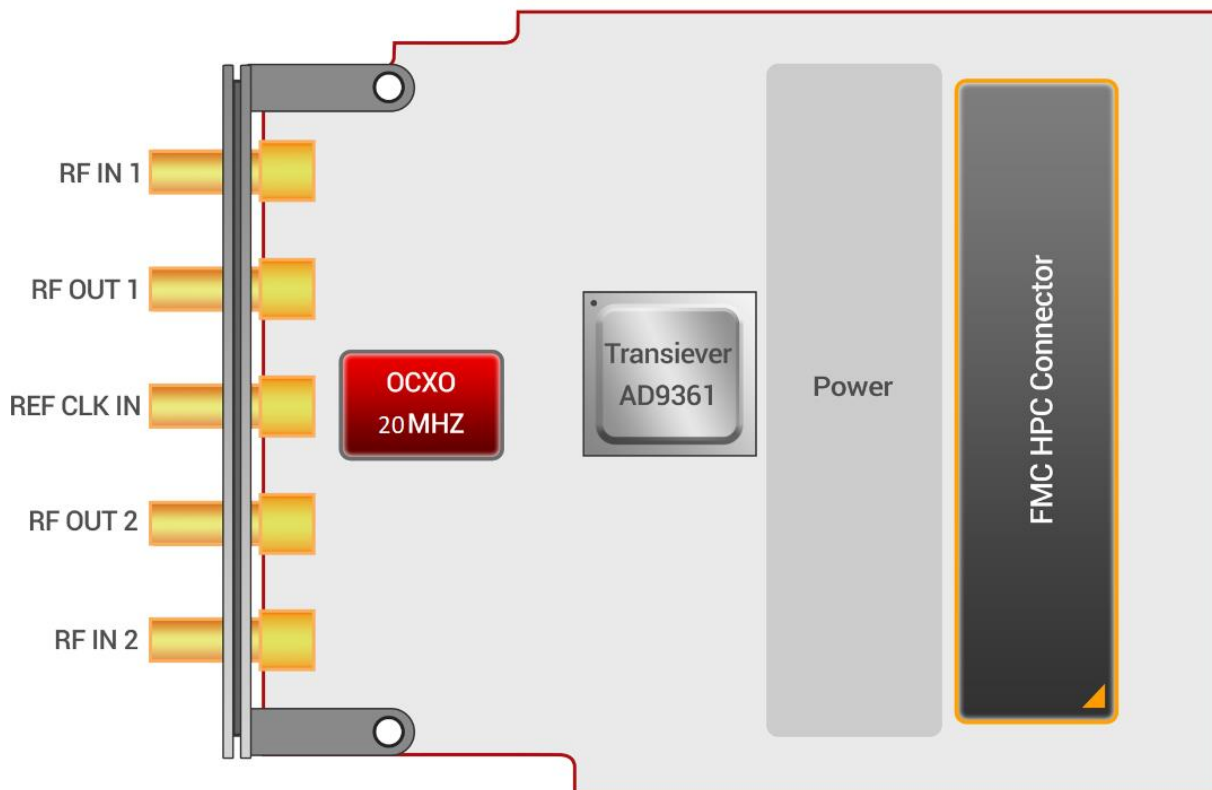 RF IN 1
RF OUT 1
REF CLK IN
RF OUT 2
RF IN 2
OCXO
20 MHZ
Transiever
AD9361
Power
FMC HPC Connector